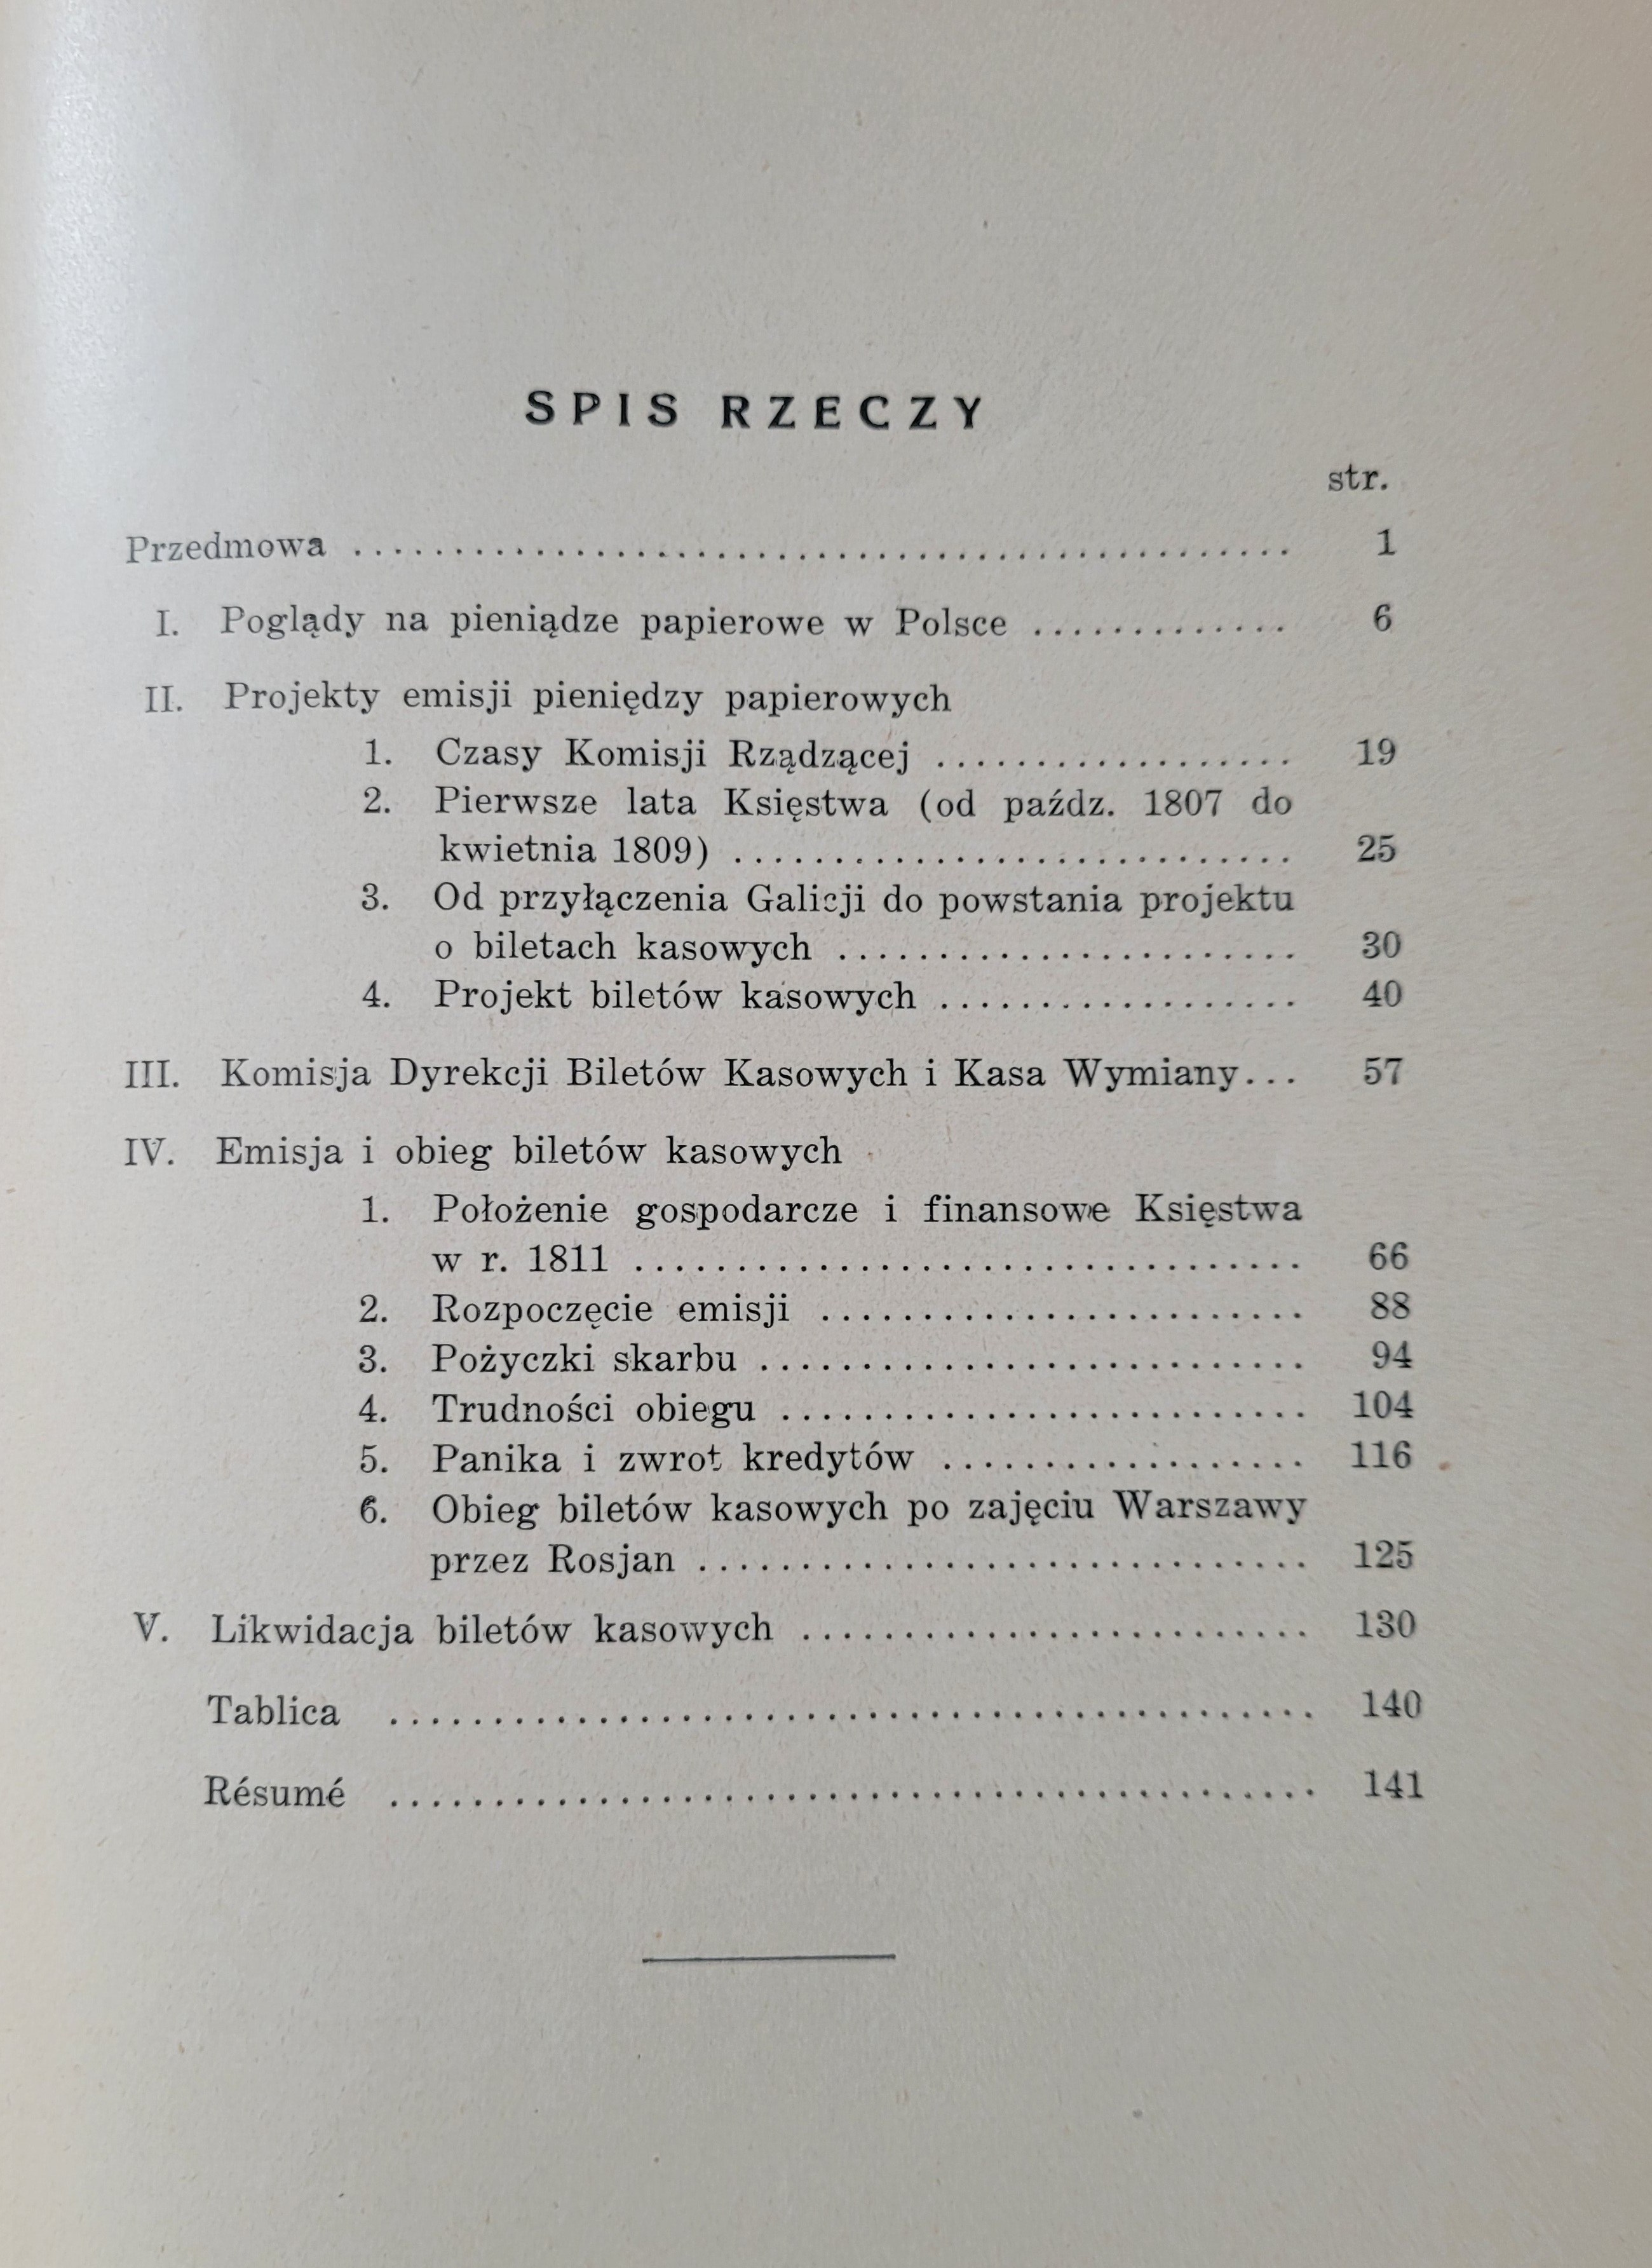 SPIS RZECZY
str.
Przedmowa ............................................... 1
I. Poglądy na pieniądze papierowe w Polsce ............. 6
II. Projekty emisji pieniędzy papierowych
1. Czasy Komisji Rządzącej .................. 19
2. Pierwsze lata Księstwa (od paźdz. 1807 do
kwietnia 1809) ............................ 25
3. Od przyłączenia Galicji do powstania projektu
o biletach kasowych ....................... 30
4. Projekt biletów kasowych .................. 40
III. Komisja Dyrekcji Biletów Kasowych i Kasa Wymiany... 57
IV. Emisja i obieg biletów kasowych
1. Położenie gospodarcze i finansowe Księstwa
w r. 1811 ................................. 66
2. Rozpoczęcie emisji ........................ 88
3. Pożyczki skarbu ........................... 94
4. Trudności obiegu .......................... 104
5. Panika i zwrot kredytów .................. 116
6. Obieg biletów kasowych po zajęciu Warszawy
przez Rosjan .............................. 125
V. Likwidacja biletów kasowych ......................... 130
Tablica .............................................. 140
Résumé .............................................. 141